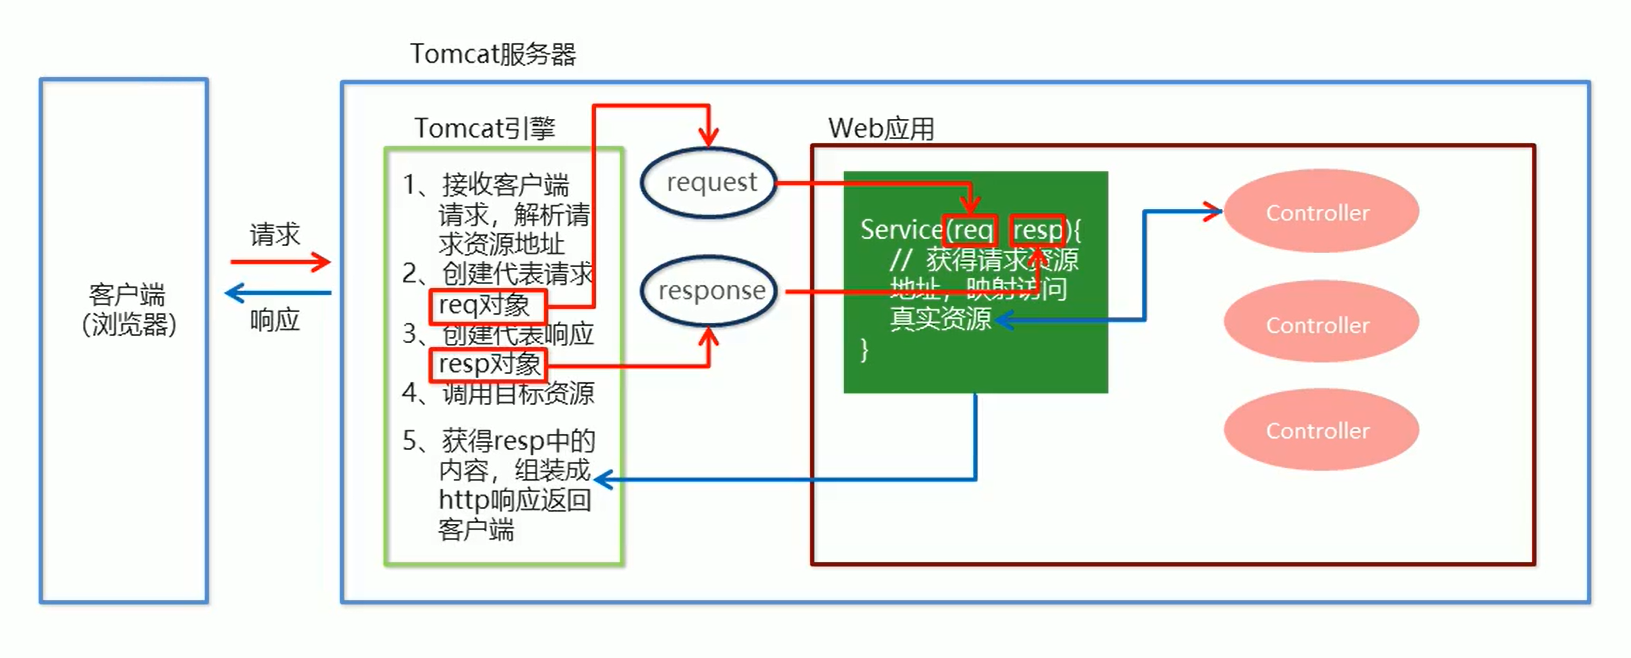 Tomcat服务器
Tomcat引擎
Web应用
客户端
(浏览器)
请求
响应
1、接收客户端
请求，解析请
求资源地址
2、创建代表请求
req对象
3、创建代表响应
resp对象
4、调用目标资源
5、获得resp中的
内容，组装成
http响应返回
客户端
request
response
Service(req resp){
// 获得请求资源
地址，映射访问
真实资源
}
Controller
Controller
Controller